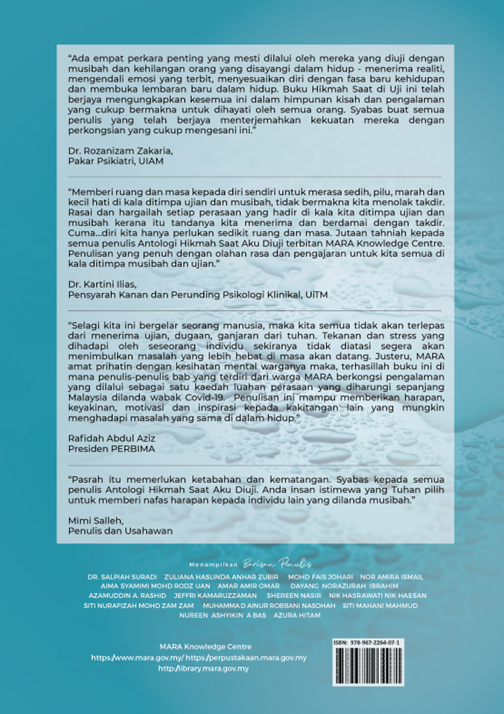 “Ada empat perkara penting yang mesti dilalui oleh mereka yang diuji dengan
musibah dan kehilangan orang yang disayangi dalam hidup - menerima realiti,
mengendali emosi yang terbit, menyesuaikan diri dengan fasa baru kehidupan
dan membuka lembaran baru dalam hidup. Buku Hikmah Saat di Uji ini telah
berjaya mengungkapkan kesemua ini dalam himpunan kisah dan pengalaman
yang cukup bermakna untuk dihayati oleh semua orang. Syabas buat semua
penulis yang telah berjaya menterjemahkan kekuatan mereka dengan
perkongsian yang cukup mengesani ini.”
Dr. Rozanizam Zakaria,
Pakar Psikiatri, UIAM
“Memberi ruang dan masa kepada diri sendiri untuk merasa sedih, pilu, marah dan
kecil hati di kala ditimpa ujian dan musibah, tidak bermakna kita menolak takdir.
Rasai dan hargailah setiap perasaan yang hadir di kala kita ditimpa ujian dan
musibah kerana itu tandanya kita menerima dan berdamai dengan takdir.
Cuma...diri kita hanya perlukan sedikit ruang dan masa. Jutaan tahniah kepada
semua penulis Antologi Hikmah Saat Aku Diuji terbitan MARA Knowledge Centre.
Penulisan yang penuh dengan olahan rasa dan pengajaran untuk kita semua di
kala ditimpa musibah dan ujian.”
Dr. Kartini Ilias,
Pensyarah Kanan dan Perunding Psikologi Klinikal, UiTM
“Selagi kita ini bergelar seorang manusia, maka kita semua tidak akan terlepas
dari menerima ujian, dugaan, ganjaran dari tuhan. Tekanan dan stress yang
dihadapi oleh seseorang individu sekiranya tidak diatasi segera akan
menimbulkan masalah yang lebih hebat di masa akan datang. Justeru, MARA
amat prihatin dengan kesihatan mental warganya maka, terhasillah buku ini di
mana penulis-penulis bab yang terdiri dari warga MARA berkongsi pengalaman
yang dilalui sebagai satu kaedah luahan perasaan yang diharungi sepanjang
Malaysia dilanda wabak Covid-19. Penulisan ini mampu memberikan harapan,
keyakinan, motivasi dan inspirasi kepada kakitangan lain yang mungkin
menghadapi masalah yang sama di dalam hidup.”
Rafidah Abdul Aziz
Presiden PERBIMA
“Pasrah itu memerlukan ketabahan dan kematangan. Syabas kepada semua
penulis Antologi Hikmah Saat Aku Diuji. Anda insan istimewa yang Tuhan pilih
untuk memberi nafas harapan kepada individu lain yang dilanda musibah.”
Mimi Salleh,
Penulis dan Usahawan
Menampilkan Barisan Penulis
DR. SALPIAH SURADI ZULIANA HASLINDA ANHAR ZUBIR MOHD FAIS JOHARI NOR AMIRA ISMAIL
AIMA SYAMIMI MOHD RODZ UAN AMAR AMIR OMAR DAYANG NORAZURAH IBRAHIM
AZAMUDDIN A. RASHID JEFFRI KAMARUZZAMAN SHEREEN NASIR NIK HASRAWATI NIK HASSAN
SITI NURAFIZAH MOHD ZAM ZAM MUHAMMAD AINUR ROBBANI NASOHAH SITI MAHANI MAHMUD
NUREEN ASHYIKIN A BAS AZURA HITAM
MARA Knowledge Centre
https:/www.mara.gov.my/ https:/perpustakaan.mara.gov.my
http:/library.mara.gov.my
ISBN: 978-967-2264-07-1